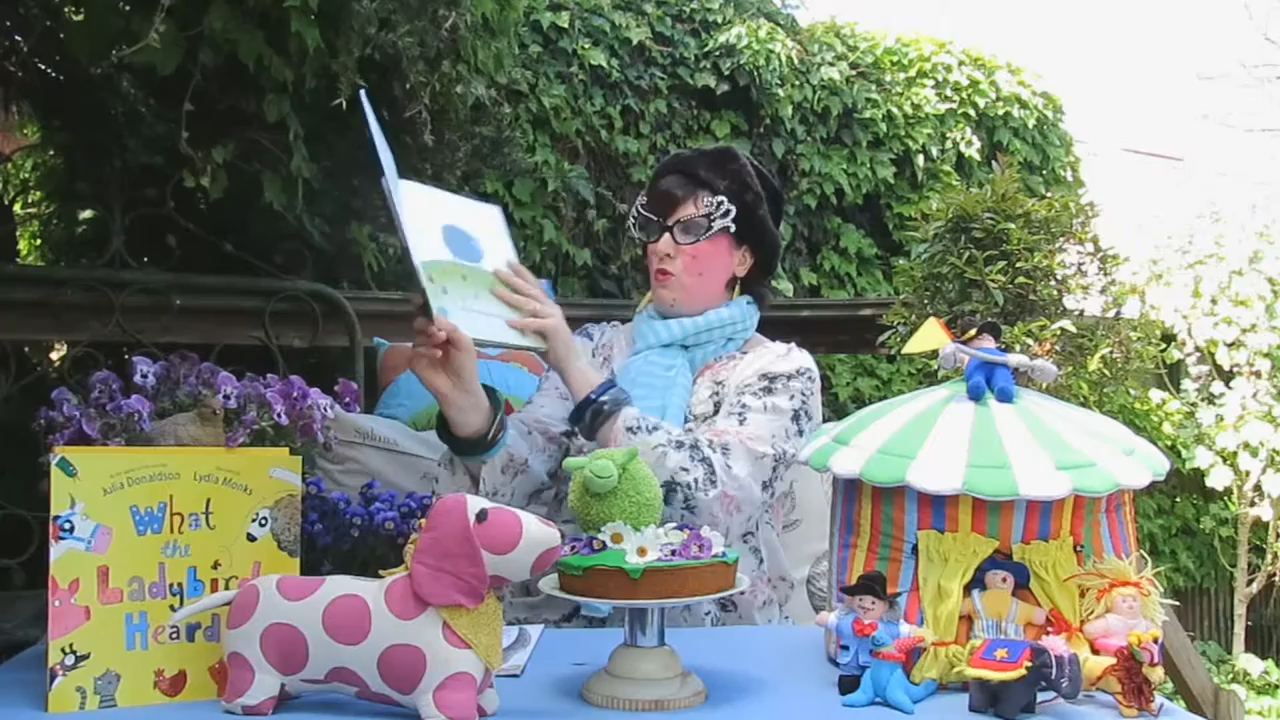 Julia Donaldson Lydia Monks
What
the
Ladybird
Heard
Sphinx